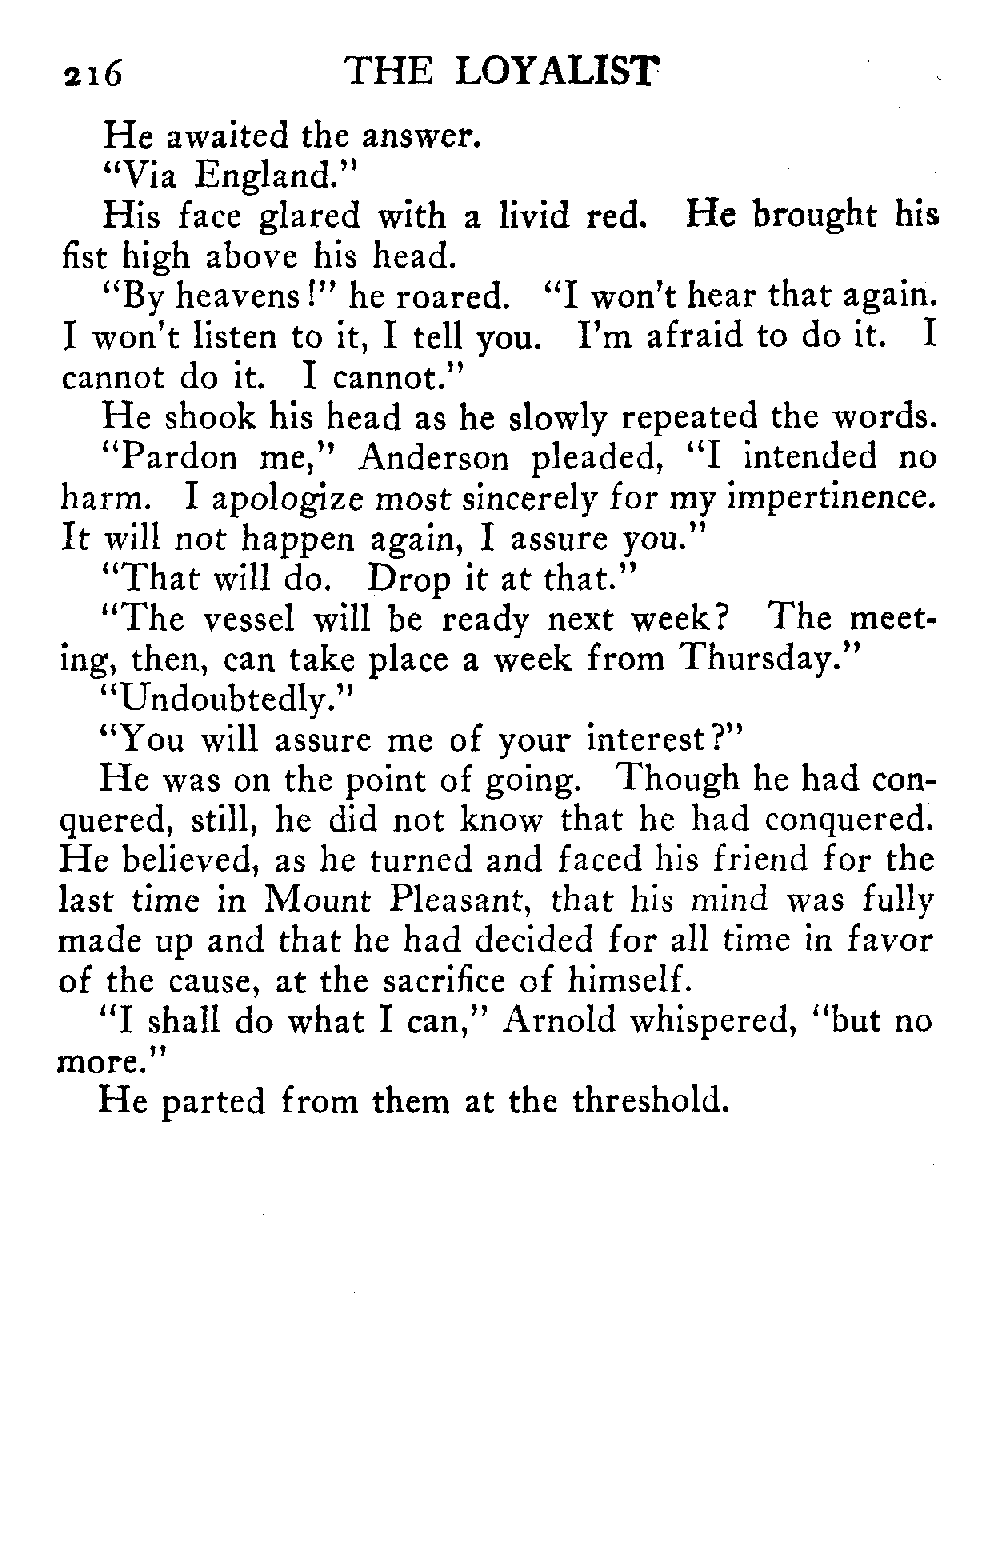 216 THE LOYALIST
He awaited the answer.
"Via England."
His face glared with a livid red. He brought his
fist high above his head.
"By heavens!" he roared. "I won't hear that again.
I won't listen to it, I tell you. I'm afraid to do it. I
cannot do it. I cannot."
He shook his head as he slowly repeated the words.
"Pardon me," Anderson pleaded, "I intended no
harm. I apologize most sincerely for my impertinence.
It will not happen again, I assure you."
"That will do. Drop it at that."
"The vessel will be ready next week? The meet-
ing, then, can take place a week from Thursday."
"Undoubtedly."
"You will assure me of your interest?"
He was on the point of going. Though he had con-
quered, still, he did not know that he had conquered.
He believed, as he turned and faced his friend for the
last time in Mount Pleasant, that his mind was fully
made up and that he had decided for all time in favor
of the cause, at the sacrifice of himself.
"I shall do what I can," Arnold whispered, "but no
more."
He parted from them at the threshold.